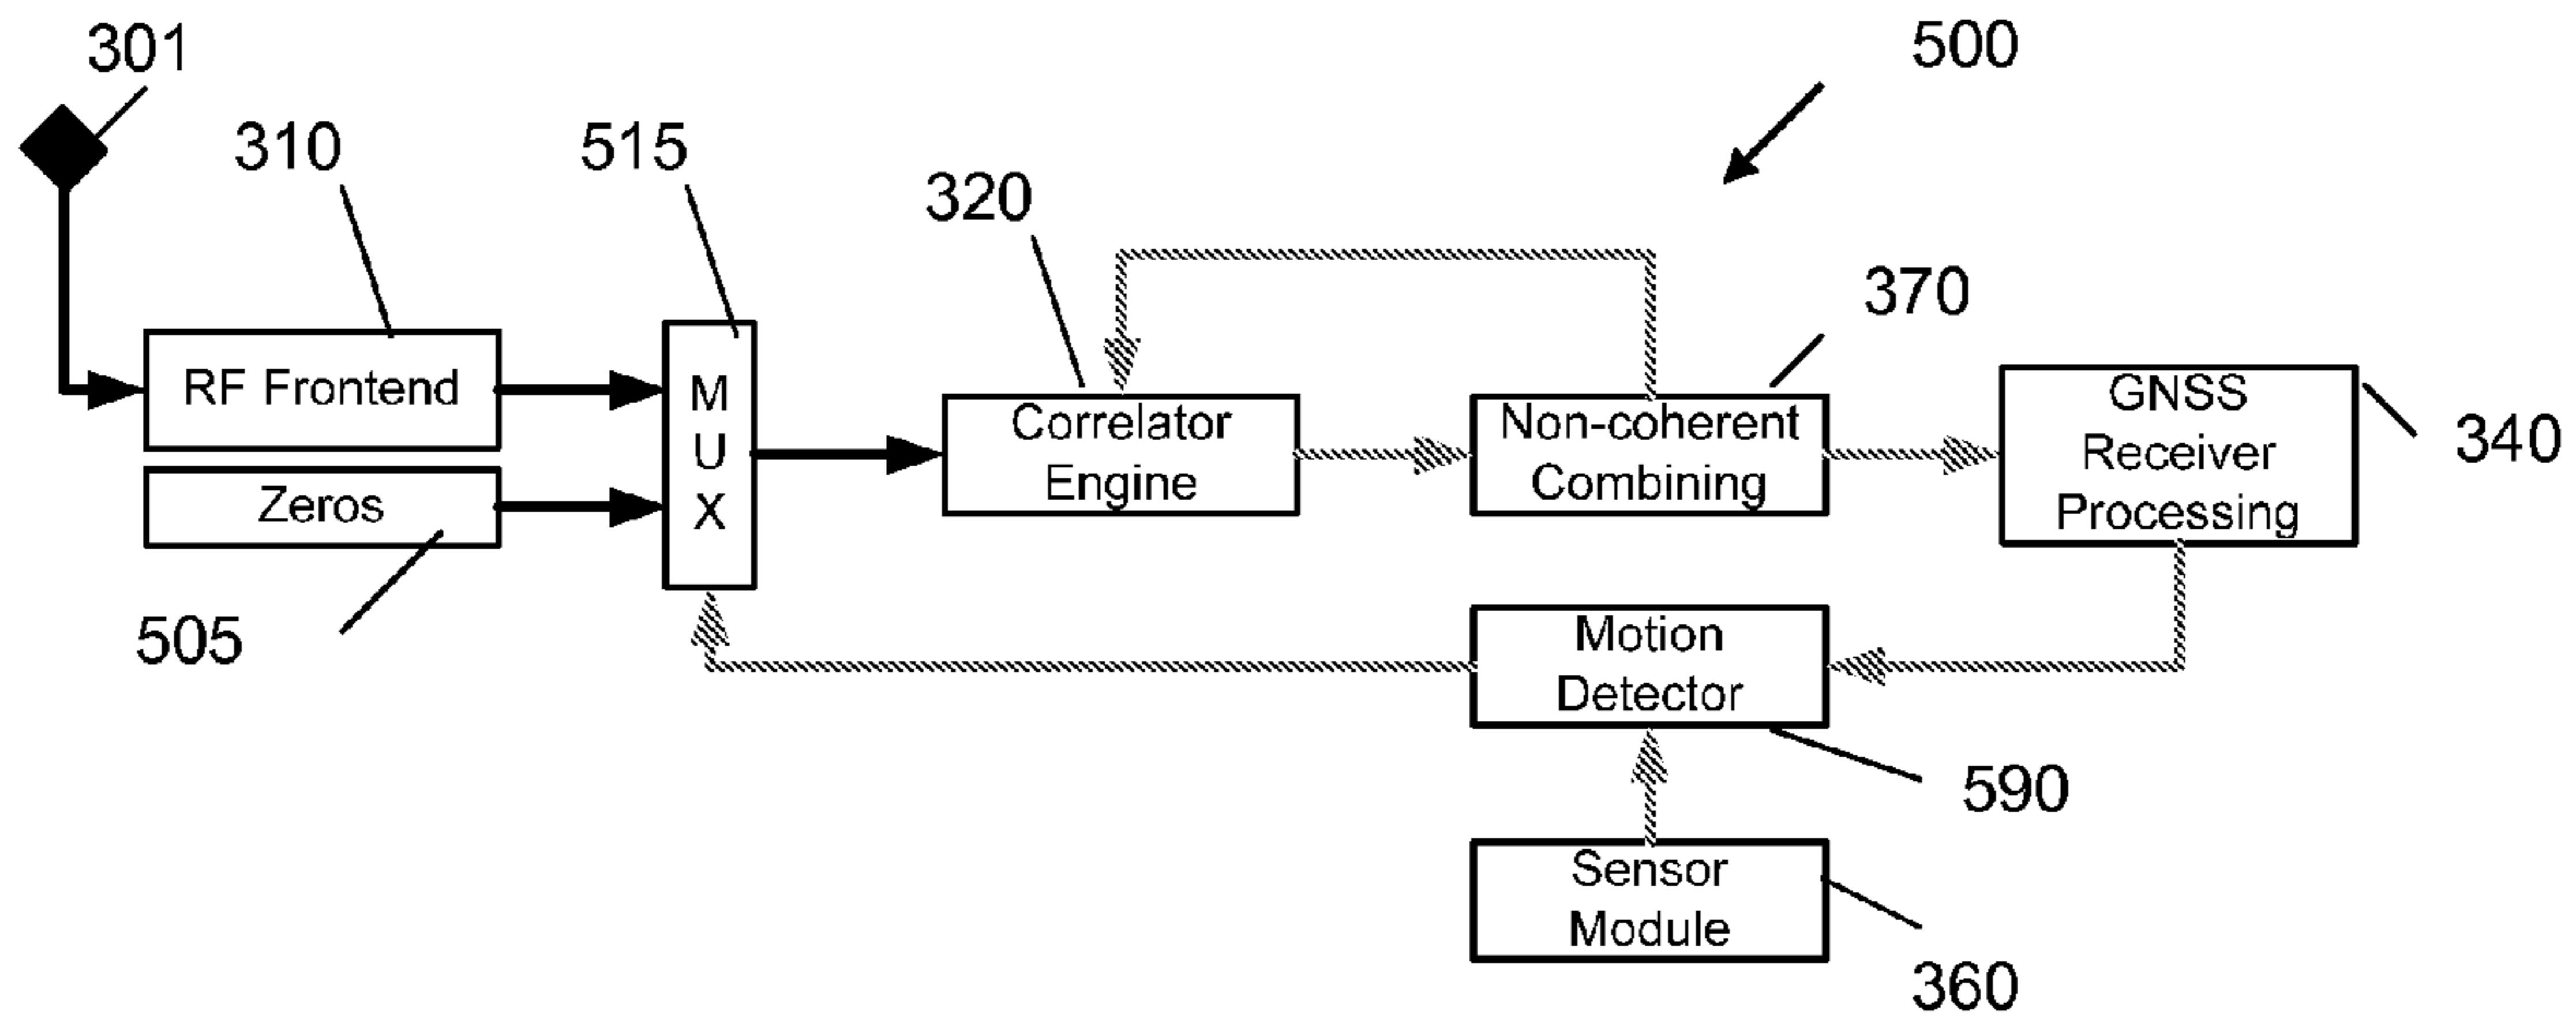 500
301
310
515
320
370
340
RF Frontend
Zeros
505
M
U
X
Correlator
Engine
Non-coherent
Combining
GNSS
Receiver
Processing
Motion
Detector
590
Sensor
Module
360